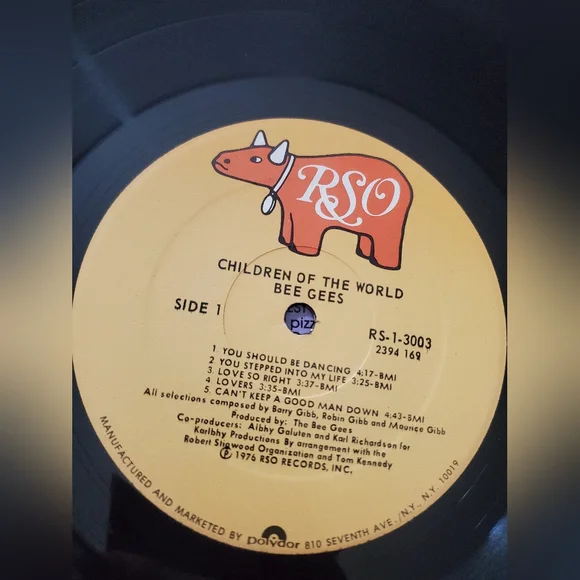 RSO
CHILDREN OF THE WORLD
BEE GEES
SIDE 1
RS-1-3003
2394 169
pizz
1 YOU SHOULD BE DANCING 4:17-BMI
2 YOU STEPPED INTO MY LIFE 3:25-BMI
3 LOVE SO RIGHT 3:37-BMI
4 LOVERS 3:35-BMI
5 CAN'T KEEP A GOOD MAN DOWN 4:43-BMI
All selections composed by Barry Gibb, Robin Gibb and Maurice Gibb
Produced by: The Bee Gees
Co-producers: Albhy Galuten and Karl Richardson for
Karlbhy Productions By arrangement with the
Robert Stigwood Organization and Tom Kennedy
℗ 1976 RSO RECORDS, INC.
MANUFACTURED AND MARKETED BY polydor 810 SEVENTH AVE./N.Y., N.Y. 10019